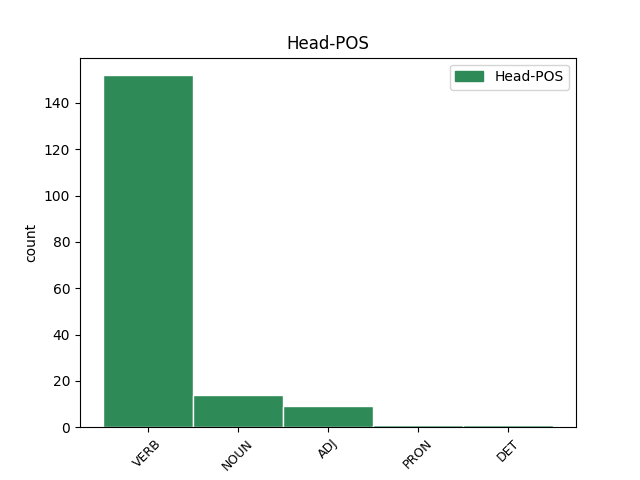 Head-POS
Head-POS
140
120
100
80
60
40
20
0
count
VERB
NOUN
ADJ
PRON
DET